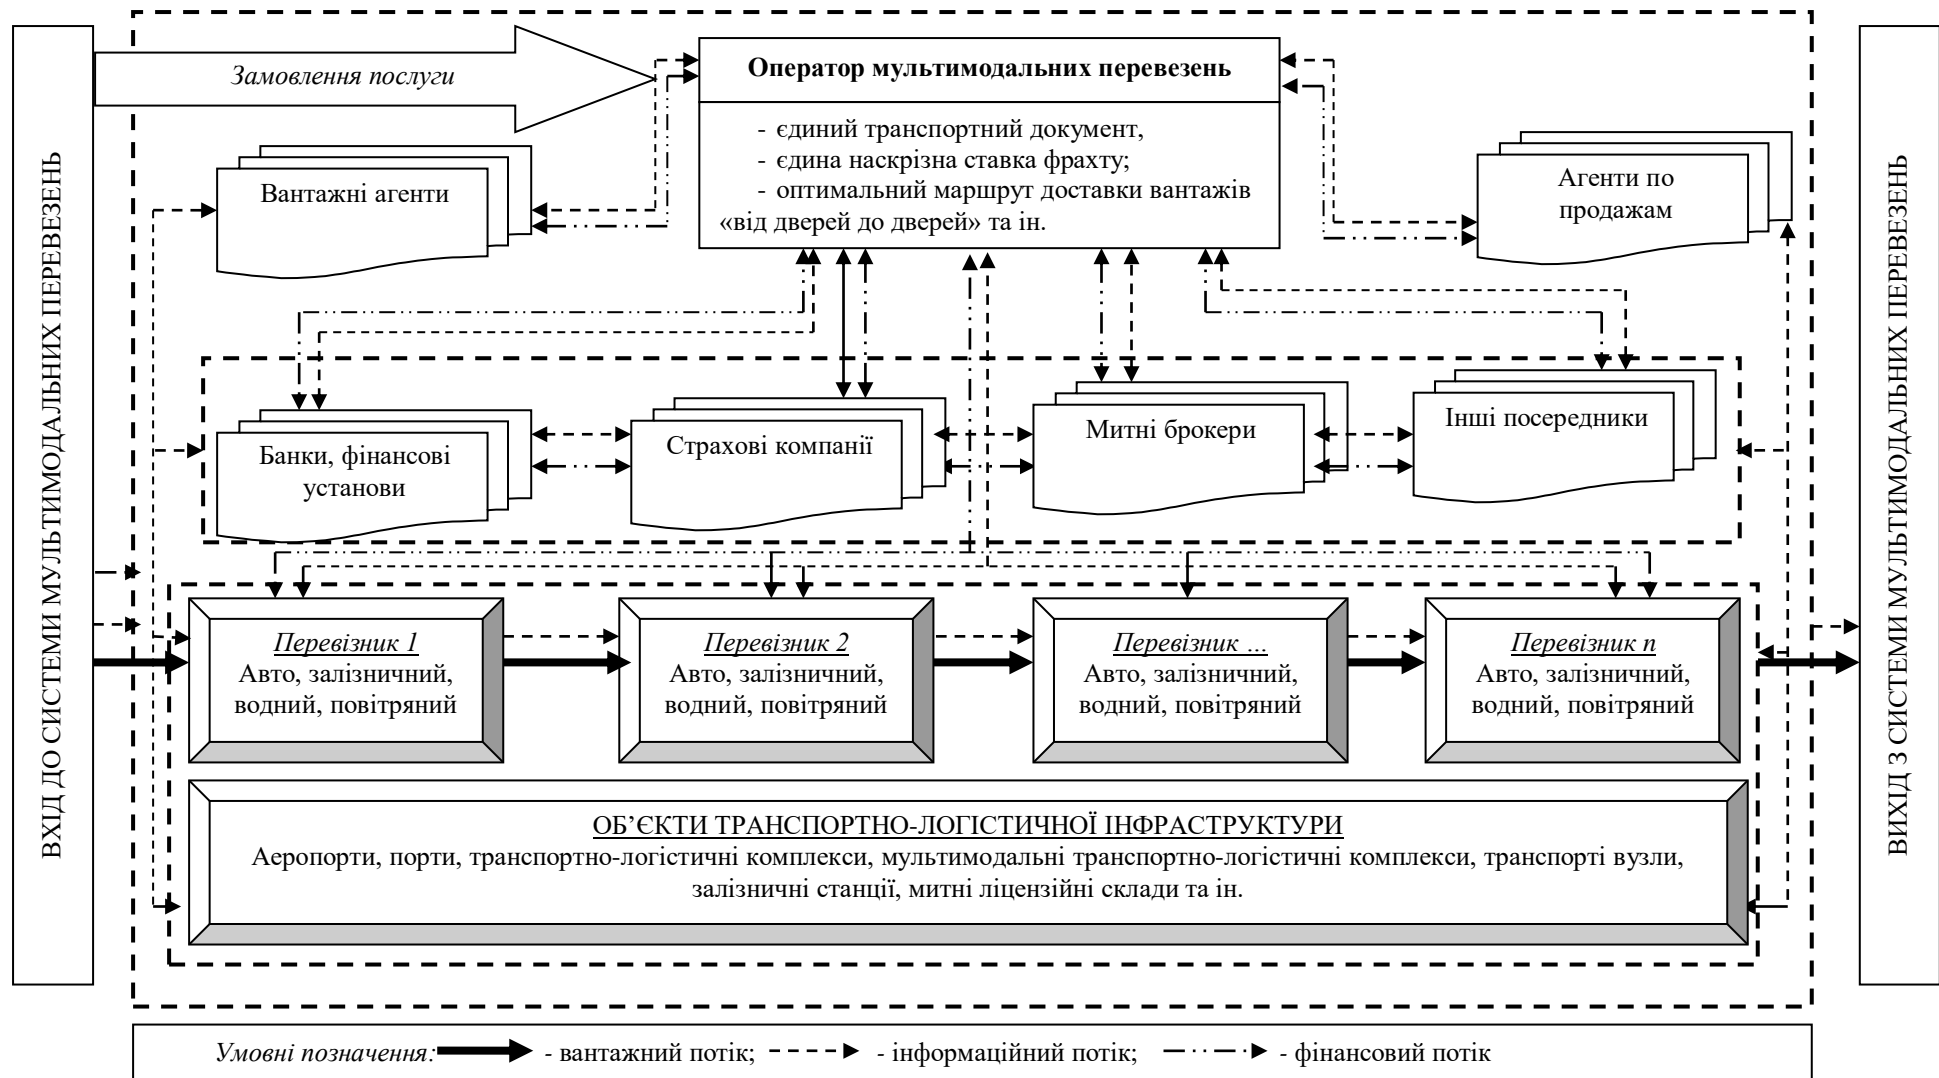 ВХІД ДО СИСТЕМИ МУЛЬТИМОДАЛЬНИХ ПЕРЕВЕЗЕНЬ
Замовлення послуги
Оператор мультимодальних перевезень
- єдиний транспортний документ,
- єдина наскрізна ставка фрахту;
- оптимальний маршрут доставки вантажів
«від дверей до дверей» та ін.
Вантажні агенти
Агенти по
продажам
Банки, фінансові
установи
Страхові компанії
Митні брокери
Інші посередники
Перевізник 1
Авто, залізничний,
водний, повітряний
Перевізник 2
Авто, залізничний,
водний, повітряний
Перевізник ...
Авто, залізничний,
водний, повітряний
Перевізник n
Авто, залізничний,
водний, повітряний
ОБ’ЄКТИ ТРАНСПОРТНО-ЛОГІСТИЧНОЇ ІНФРАСТРУКТУРИ
Аеропорти, порти, транспортно-логістичні комплекси, мультимодальні транспортно-логістичні комплекси, транспорті вузли,
залізничні станції, митні ліцензійні склади та ін.
ВИХІД З СИСТЕМИ МУЛЬТИМОДАЛЬНИХ ПЕРЕВЕЗЕНЬ
Умовні позначення: - вантажний потік; - інформаційний потік; - фінансовий потік